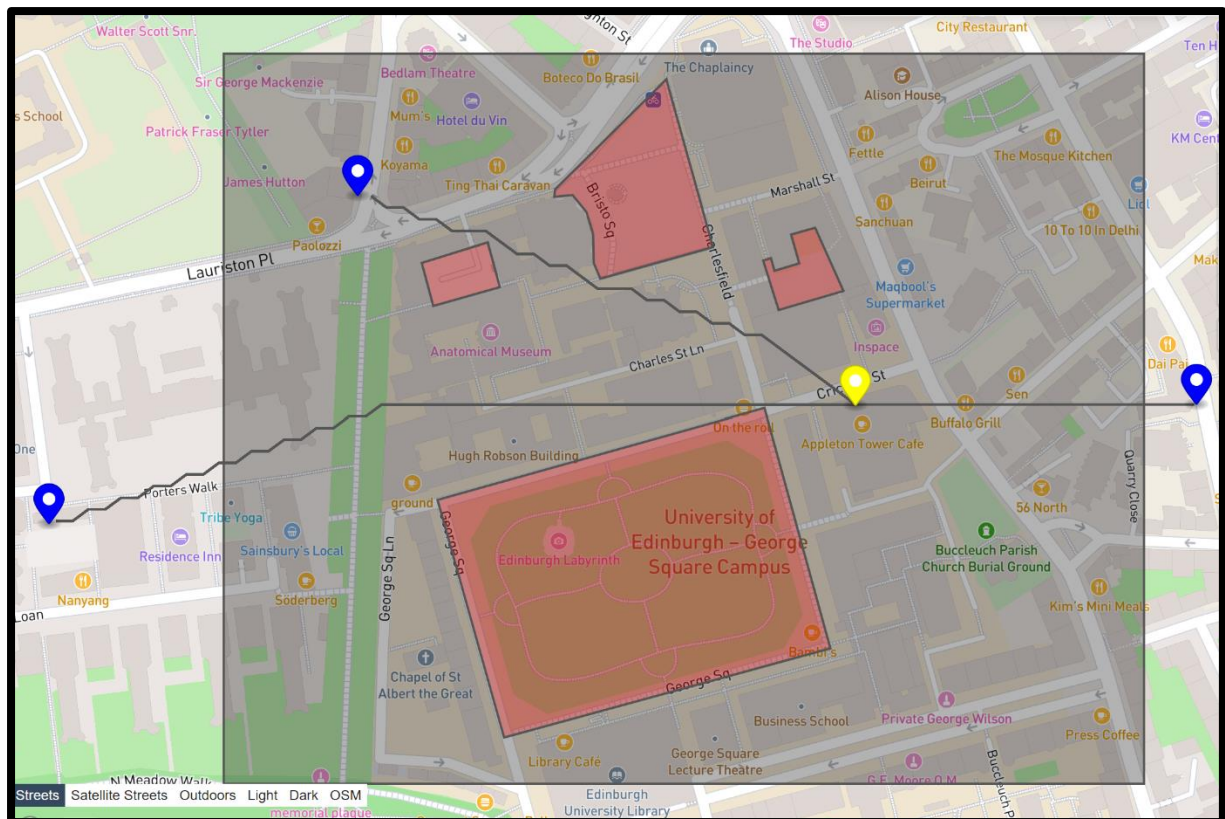 Walter Scott Snr.
City Restaurant
The Studio
Ten H
The Chaplaincy
Bedlam Theatre
Boteco Do Brasil
Sir George Mackenzie
Alison House
s School
Mum's
Hotel du Vin
Patrick Fraser Tytler
KM Cent
Koyama
Fettle
The Mosque Kitchen
James Hutton
Ting Thai Caravan
Bristo Sq
Marshall St
Beirut
Lidl
Paolozzi
Sanchuan
10 To 10 In Delhi
Charlesfield
Lauriston Pl
Mak
Maqbool's
Supermarket
Anatomical Museum
Inspace
Charles St Ln
Dai Pai
Sen
On the roll
Buffalo Grill
Appleton Tower Cafe
One
Hugh Robson Building
Quarry Close
Porters Walk
ground
56 North
Tribe Yoga
George Sq
University of
Edinburgh – George
Square Campus
Residence Inn
Sainsbury's Local
George Sq Ln
Edinburgh Labyrinth
Buccleuch Parish
Church Burial Ground
Nanyang
Söderberg
Kim's Mini Meals
Loan
Bambi's
Chapel of St
Albert the Great
George Sq
Business School
Private George Wilson
Press Coffee
Library Café
George Square
Lecture Theatre
Buccleuch P
N Meadow Walk
G.E. Moore O.M.
Streets Satellite Streets Outdoors Light Dark OSM
Edinburgh
University Library
memorial plaque